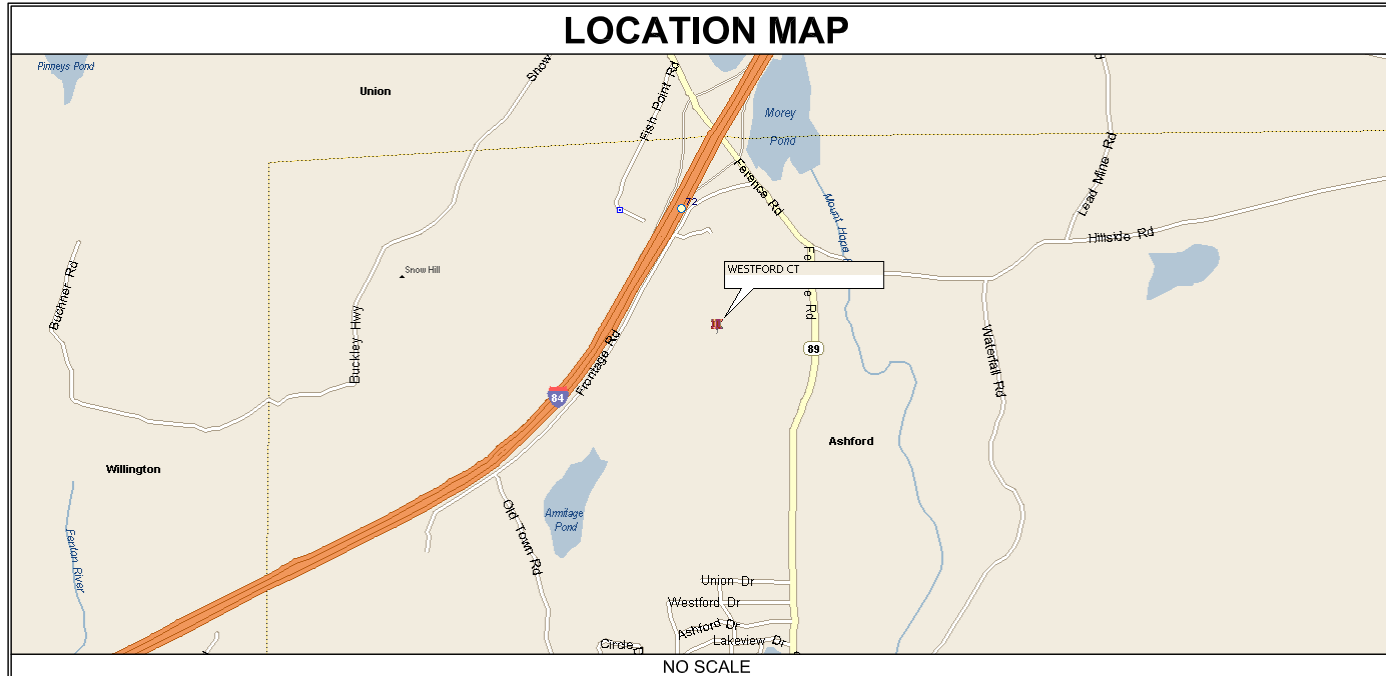 LOCATION MAP
Pinneys Pond
Union
Snow
Fish Point Rd
Morey
Pond
Ference Rd
72
Lead Mine Rd
Mount Hope
Hillside Rd
Buchner Rd
Snow Hill
WESTFORD CT
Buckley Hwy
Frontage Rd
89
Waterfall Rd
84
Ashford
Willington
Armitage
Pond
Old Town Rd
Fenton River
Union Dr
Westford Dr
Ashford Dr
Lakeview Dr
Circle
NO SCALE